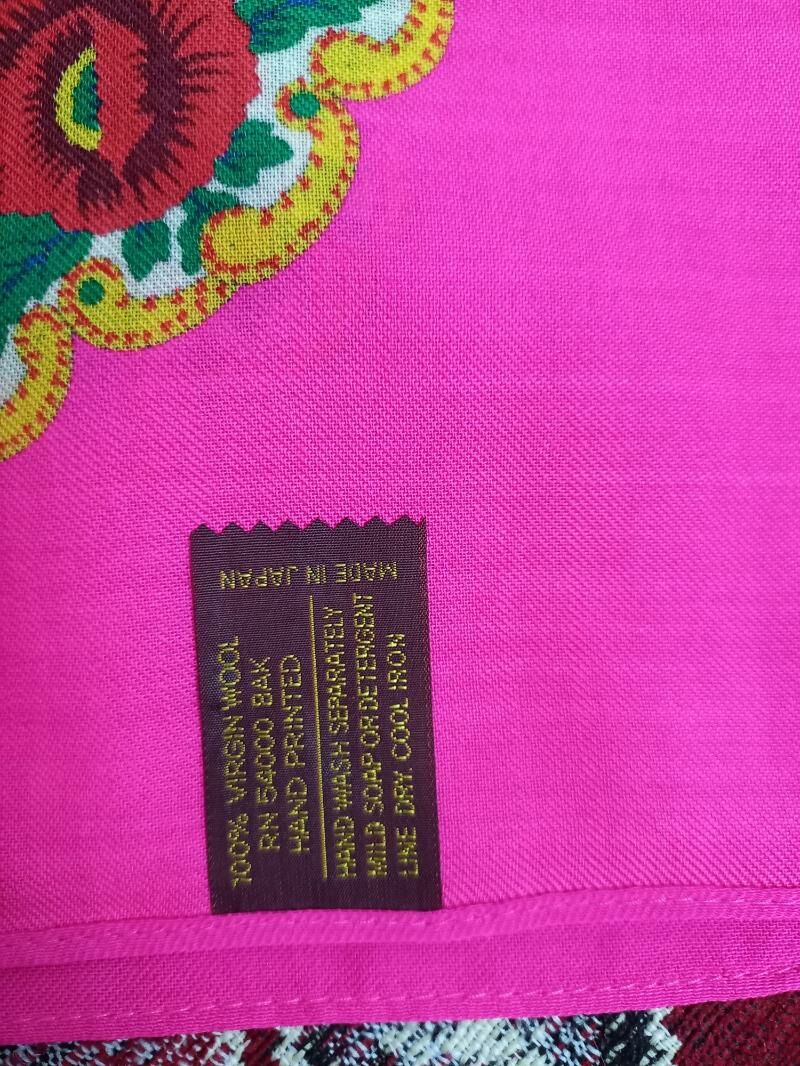 100% VIRGIN WOOL
RN 54000 BAK
HAND PRINTED
HAND WASH SEPARATELY
MILD SOAP OR DETERGENT
LINE DRY COOL IRON
MADE IN JAPAN